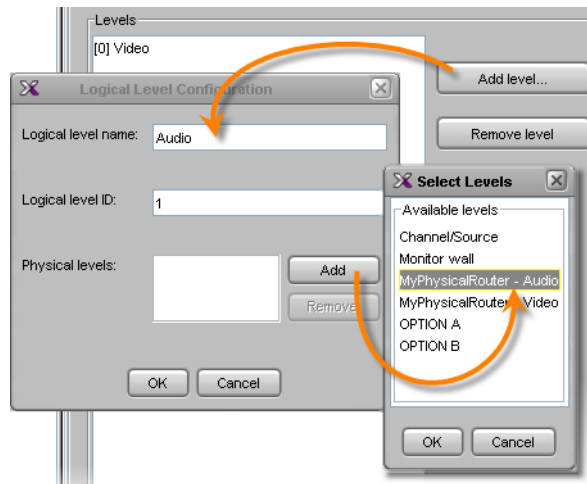 Levels
[0] Video
Add level...
Remove level
Logical Level Configuration
Logical level name:
Audio
Logical level ID:
1
Physical levels:
Add
Remove
OK
Cancel
Select Levels
Available levels
Channel/Source
Monitor wall
MyPhysicalRouter - Audio
MyPhysicalRouter - Video
OPTION A
OPTION B
OK
Cancel